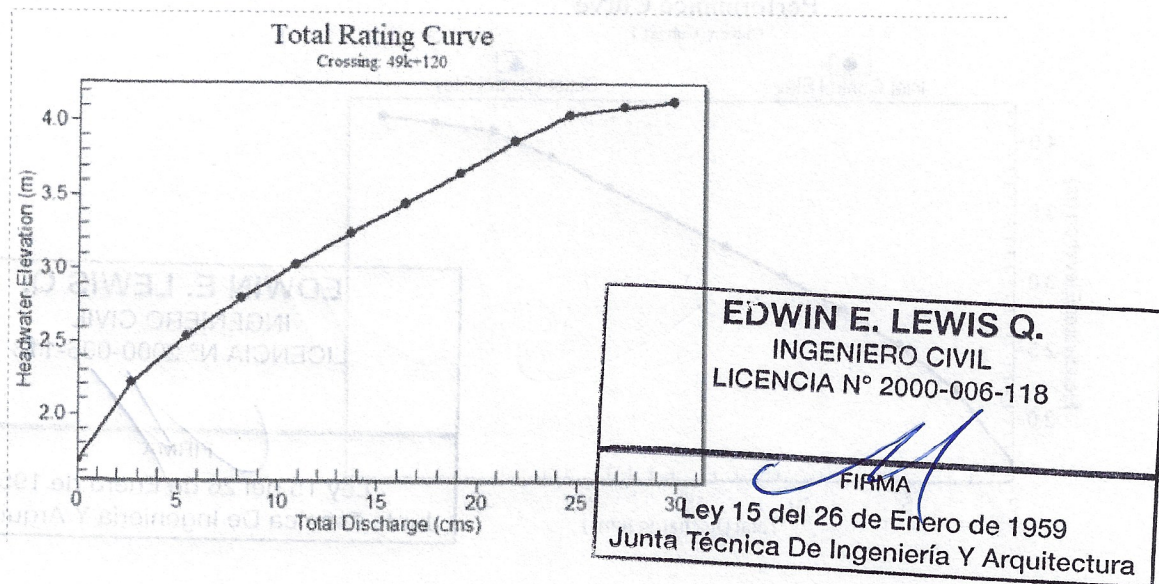 Total Rating Curve
Crossing: 49k+120
Headwater Elevation (m)
4.0
3.5
3.0
2.5
2.0
0 5 10 15 20 25 30
Total Discharge (cms)
EDWIN E. LEWIS Q.
INGENIERO CIVIL
LICENCIA N° 2000-006-118
FIRMA
Ley 15 del 26 de Enero de 1959
Junta Técnica De Ingeniería Y Arquitectura